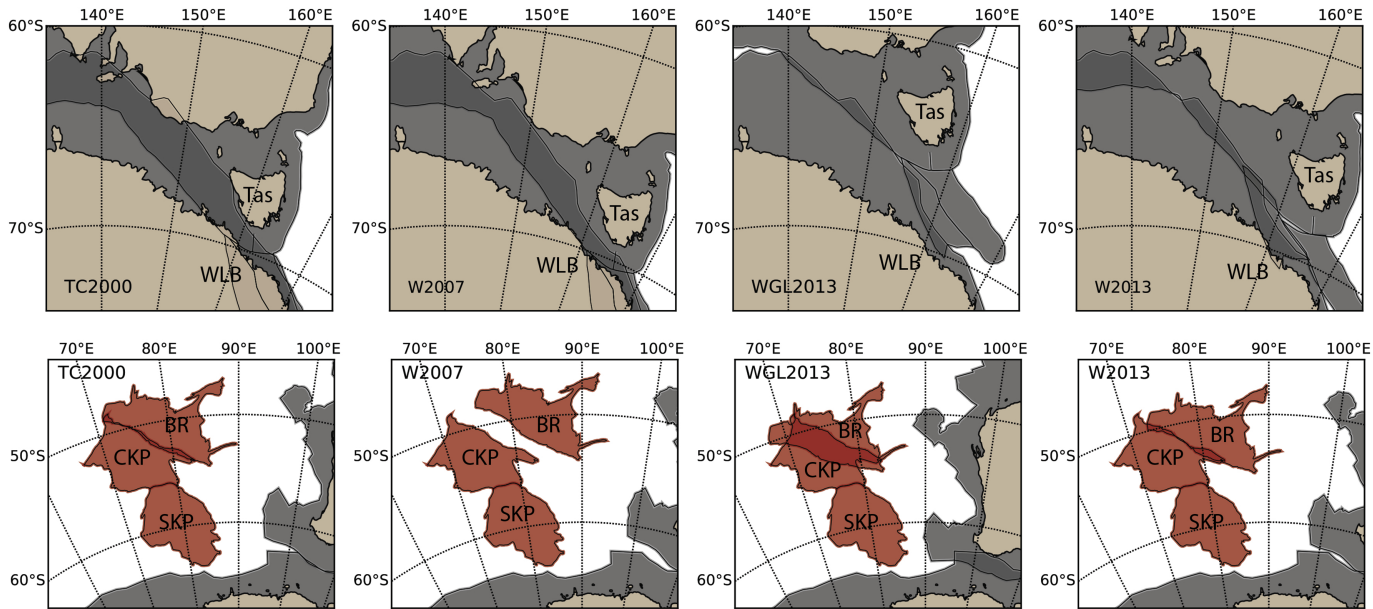 140°E 150°E 160°E 140°E 150°E 160°E 140°E 150°E 160°E 140°E 150°E 160°E
60°S 60°S 60°S 60°S
Tas Tas Tas Tas
70°S 70°S 70°S 70°S
WLB WLB WLB WLB
TC2000 W2007 WGL2013 W2013
70°E 80°E 90°E 100°E 70°E 80°E 90°E 100°E 70°E 80°E 90°E 100°E 70°E 80°E 90°E 100°E
TC2000 W2007 WGL2013 W2013
BR BR BR BR
50°S CKP 50°S CKP 50°S CKP 50°S CKP
SKP SKP SKP SKP
60°S 60°S 60°S 60°S